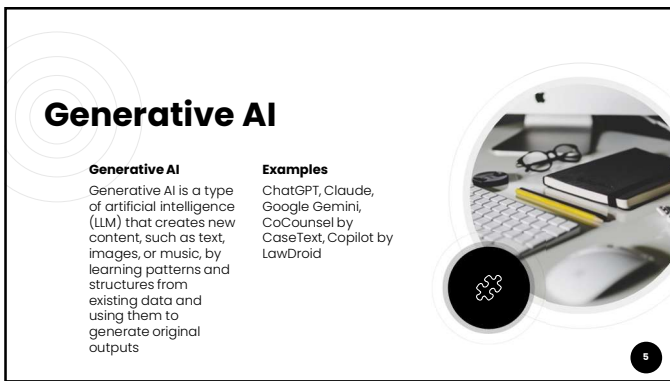 Generative AI
Generative AI
Generative AI is a type
of artificial intelligence
(LLM) that creates new
content, such as text,
images, or music, by
learning patterns and
structures from
existing data and
using them to
generate original
outputs
Examples
ChatGPT, Claude,
Google Gemini,
CoCounsel by
CaseText, Copilot by
LawDroid
5